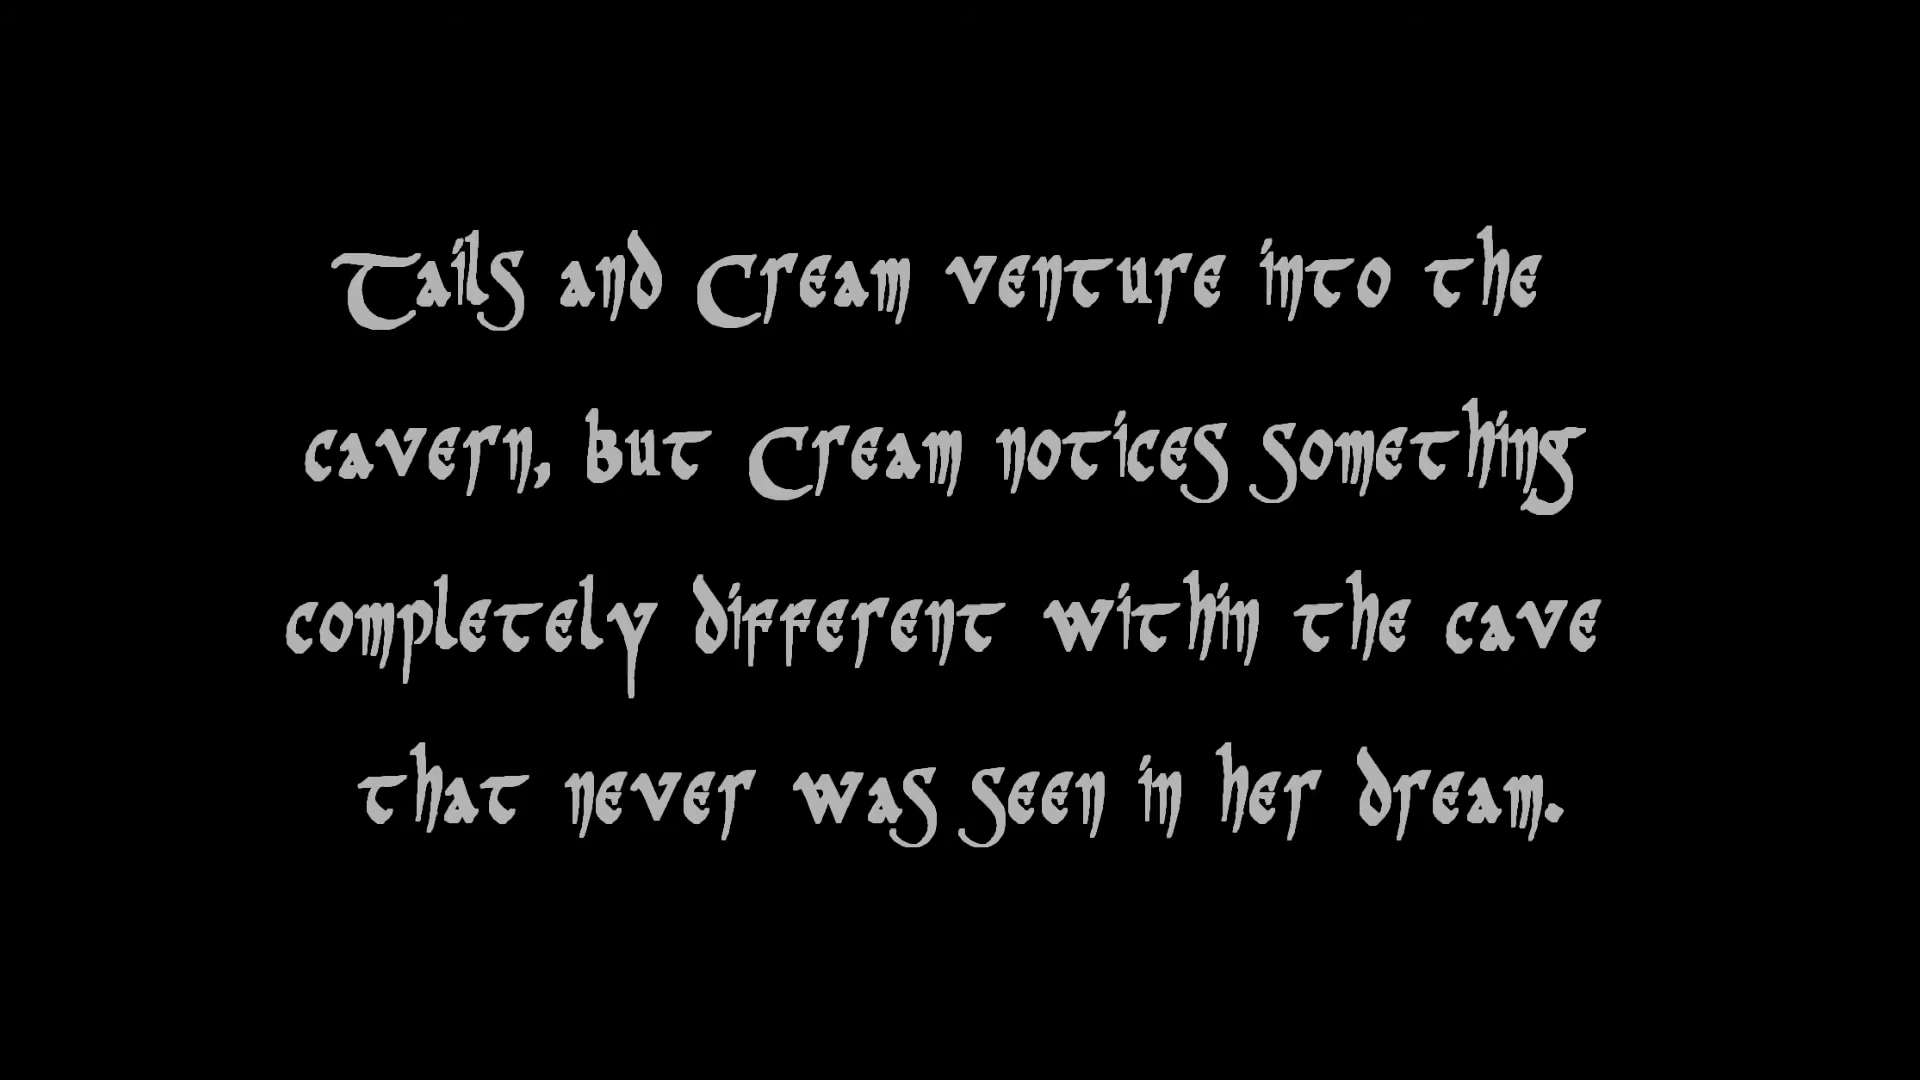 Tails and Cream venture into the
cavern, but Cream notices something
completely different within the cave
that never was seen in her dream.